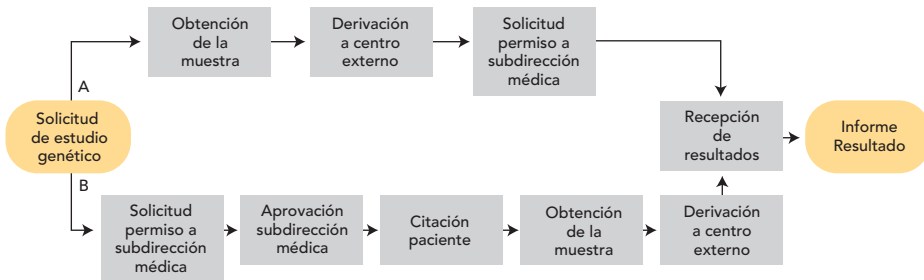 Obtención
de la
muestra
Derivación
a centro
externo
Solicitud
permiso a
subdirección
médica
A
Solicitud
de estudio
genético
B
Recepción
de
resultados
Informe
Resultado
Solicitud
permiso a
subdirección
médica
Aprovación
subdirección
médica
Citación
paciente
Obtención
de la
muestra
Derivación
a centro
externo